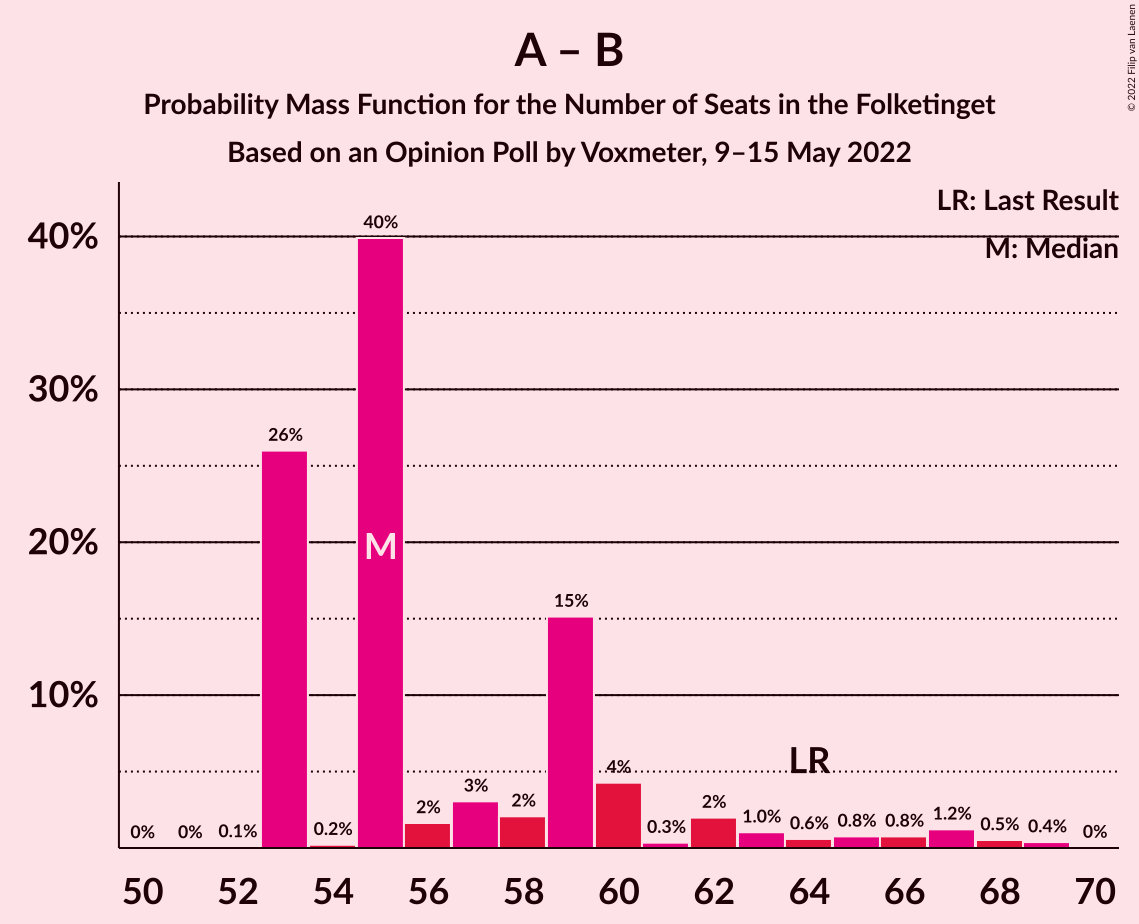 A – B
Probability Mass Function for the Number of Seats in the Folketinget
Based on an Opinion Poll by Voxmeter, 9–15 May 2022
© 2022 Filip van Laenen
LR: Last Result
M: Median
40%
30%
20%
10%
0%
0%
0.1%
26%
0.2%
40%
M
2%
3%
2%
15%
4%
0.3%
2%
1.0%
LR
0.6%
0.8%
0.8%
1.2%
0.5%
0.4%
0%
50 52 54 56 58 60 62 64 66 68 70